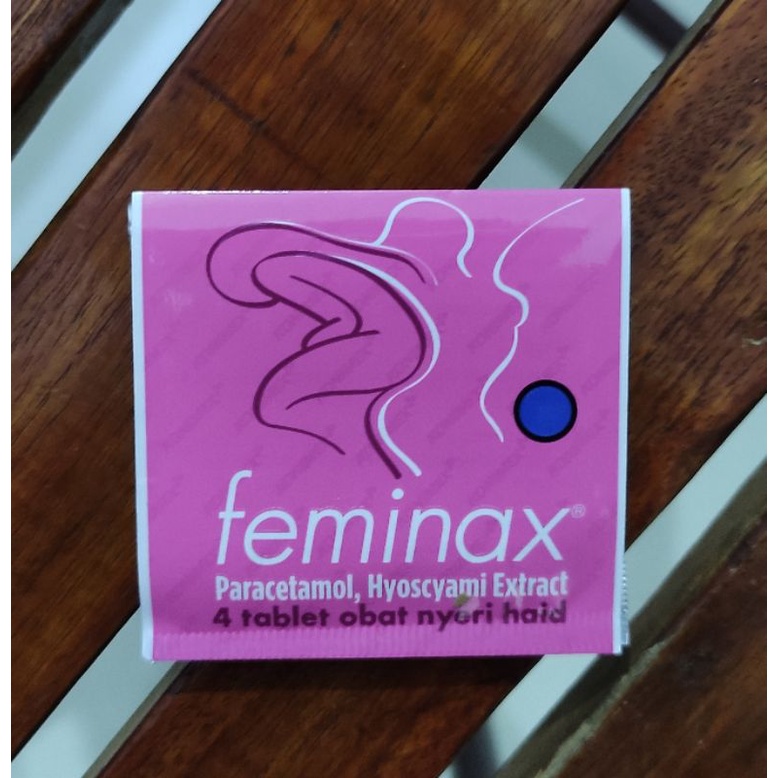 feminax®
Paracetamol, Hyoscyami Extract
4 tablet obat nyeri haid